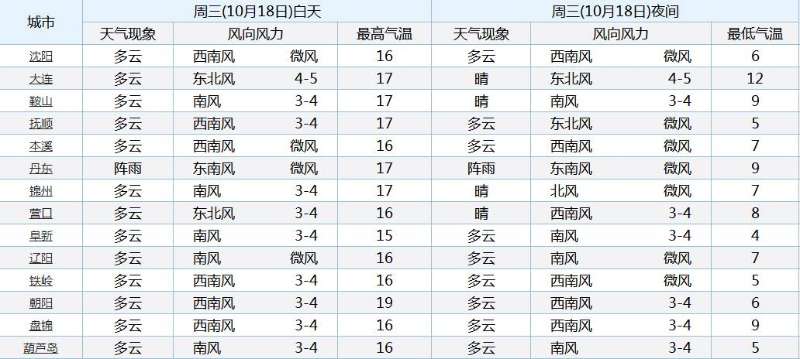 城市 周三(10月18日)白天 周三(10月18日)夜间
天气现象 风向风力 最高气温 天气现象 风向风力 最低气温
沈阳 多云 西南风 微风 16 多云 西南风 微风 6
大连 多云 东北风 4-5 17 晴 东北风 4-5 12
鞍山 多云 南风 3-4 17 晴 南风 3-4 9
抚顺 多云 西南风 3-4 17 多云 东北风 微风 5
本溪 多云 西南风 微风 16 多云 西南风 微风 7
丹东 阵雨 东南风 微风 17 阵雨 东南风 微风 9
锦州 多云 南风 3-4 17 晴 北风 微风 7
营口 多云 东北风 3-4 16 晴 西南风 3-4 8
阜新 多云 南风 3-4 15 多云 南风 3-4 4
辽阳 多云 南风 微风 16 多云 南风 微风 7
铁岭 多云 西南风 3-4 16 多云 西南风 微风 5
朝阳 多云 西南风 3-4 19 多云 西南风 3-4 6
盘锦 多云 西南风 3-4 16 多云 西南风 3-4 9
葫芦岛 多云 南风 3-4 16 多云 南风 3-4 5